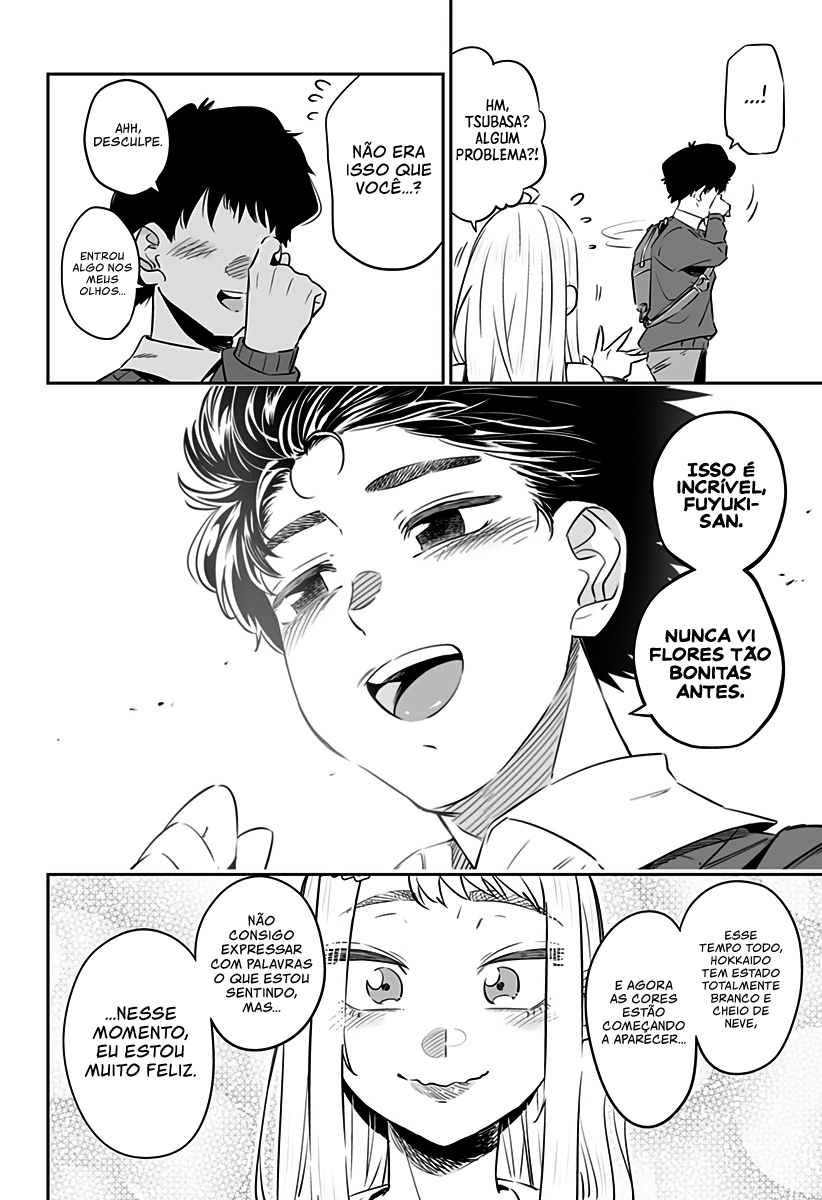 ...!
HM,
TSUBASA?
ALGUM
PROBLEMA?!
NÃO ERA
ISSO QUE
VOCÊ...?
AHH,
DESCULPE.
ENTROU
ALGO NOS
MEUS
OLHOS...
ISSO É
INCRÍVEL,
FUYUKI-
SAN.
NUNCA VI
FLORES TÃO
BONITAS
ANTES.
ESSE
TEMPO TODO,
HOKKAIDO
TEM ESTADO
TOTALMENTE
BRANCO E
CHEIO DE
NEVE,
E AGORA
AS CORES
ESTÃO
COMEÇANDO
A APARECER...
NÃO
CONSIGO
EXPRESSAR
COM PALAVRAS
O QUE ESTOU
SENTINDO,
MAS...
...NESSE
MOMENTO,
EU ESTOU
MUITO FELIZ.